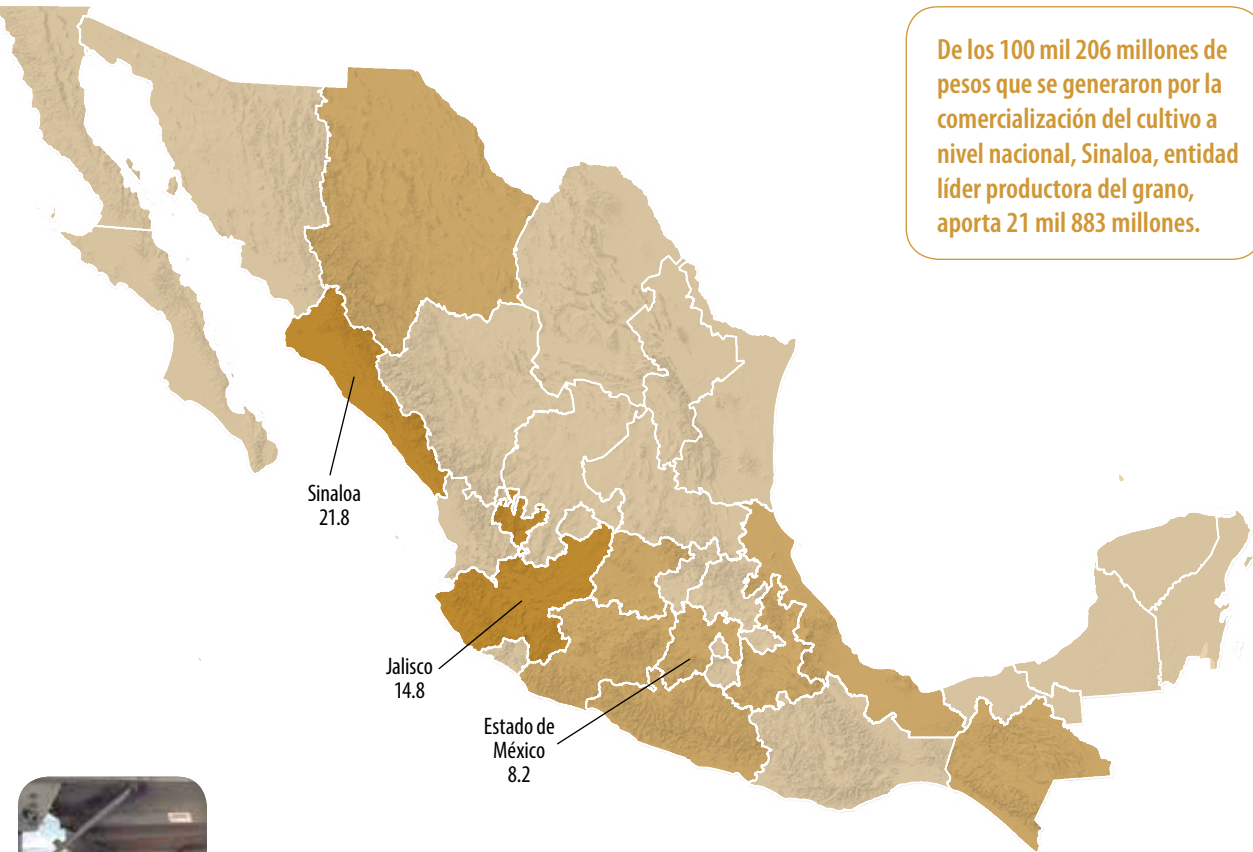 De los 100 mil 206 millones de
pesos que se generaron por la
comercialización del cultivo a
nivel nacional, Sinaloa, entidad
líder productora del grano,
aporta 21 mil 883 millones.
Sinaloa
21.8
Jalisco
14.8
Estado de
México
8.2